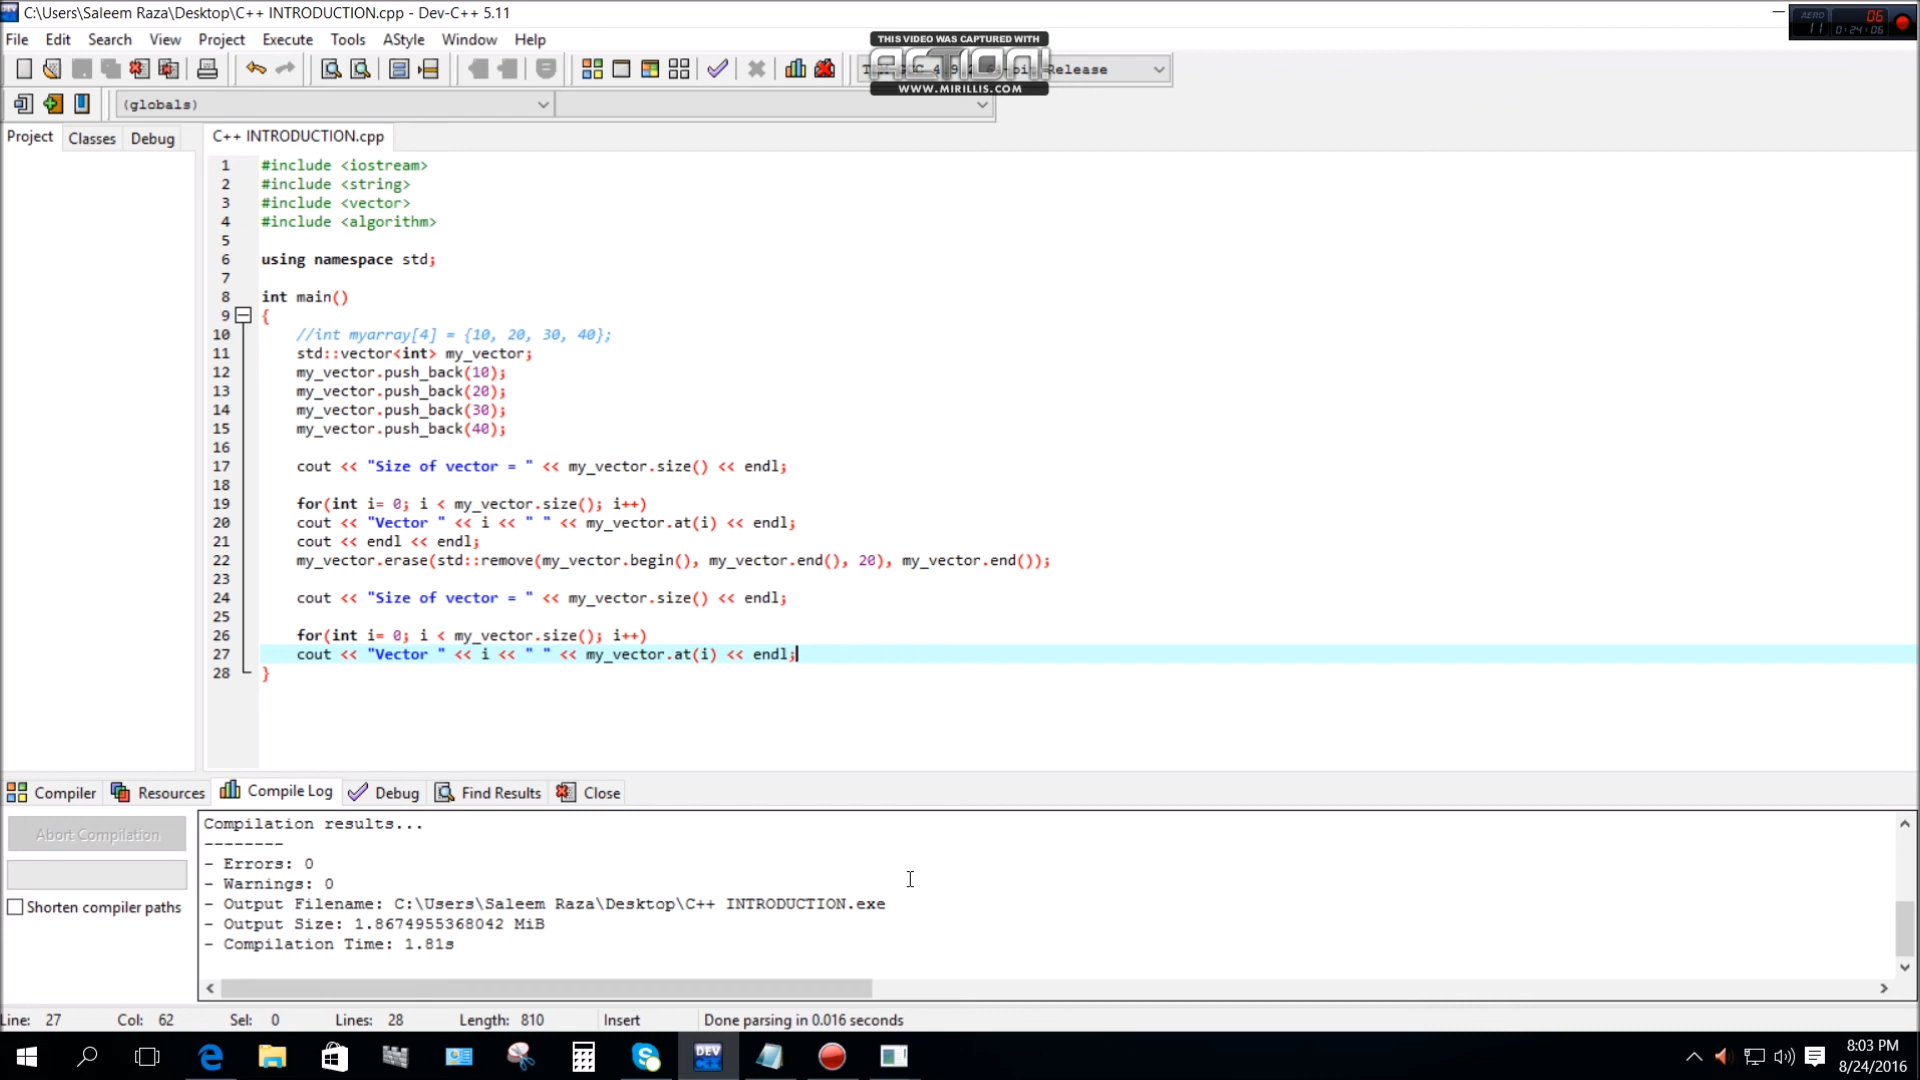 C:\Users\Saleem Raza\Desktop\C++ INTRODUCTION.cpp - Dev-C++ 5.11
AERO 06
11 0:24:06
File Edit Search View Project Execute Tools AStyle Window Help
THIS VIDEO WAS CAPTURED WITH
ACTION!
WWW.MIRILLIS.COM
Release
(globals)
Project Classes Debug
C++ INTRODUCTION.cpp
1 #include <iostream>
2 #include <string>
3 #include <vector>
4 #include <algorithm>
5
6 using namespace std;
7
8 int main()
9 {
10 //int myarray[4] = {10, 20, 30, 40};
11 std::vector<int> my_vector;
12 my_vector.push_back(10);
13 my_vector.push_back(20);
14 my_vector.push_back(30);
15 my_vector.push_back(40);
16
17 cout << "Size of vector = " << my_vector.size() << endl;
18
19 for(int i= 0; i < my_vector.size(); i++)
20 cout << "Vector " << i << " " << my_vector.at(i) << endl;
21 cout << endl << endl;
22 my_vector.erase(std::remove(my_vector.begin(), my_vector.end(), 20), my_vector.end());
23
24 cout << "Size of vector = " << my_vector.size() << endl;
25
26 for(int i= 0; i < my_vector.size(); i++)
27 cout << "Vector " << i << " " << my_vector.at(i) << endl;
28 }
Compiler Resources Compile Log Debug Find Results Close
Abort Compilation
Shorten compiler paths
Compilation results...
--------
- Errors: 0
- Warnings: 0
- Output Filename: C:\Users\Saleem Raza\Desktop\C++ INTRODUCTION.exe
- Output Size: 1.8674955368042 MiB
- Compilation Time: 1.81s
Line: 27 Col: 62 Sel: 0 Lines: 28 Length: 810 Insert Done parsing in 0.016 seconds
DEV
8:03 PM
8/24/2016